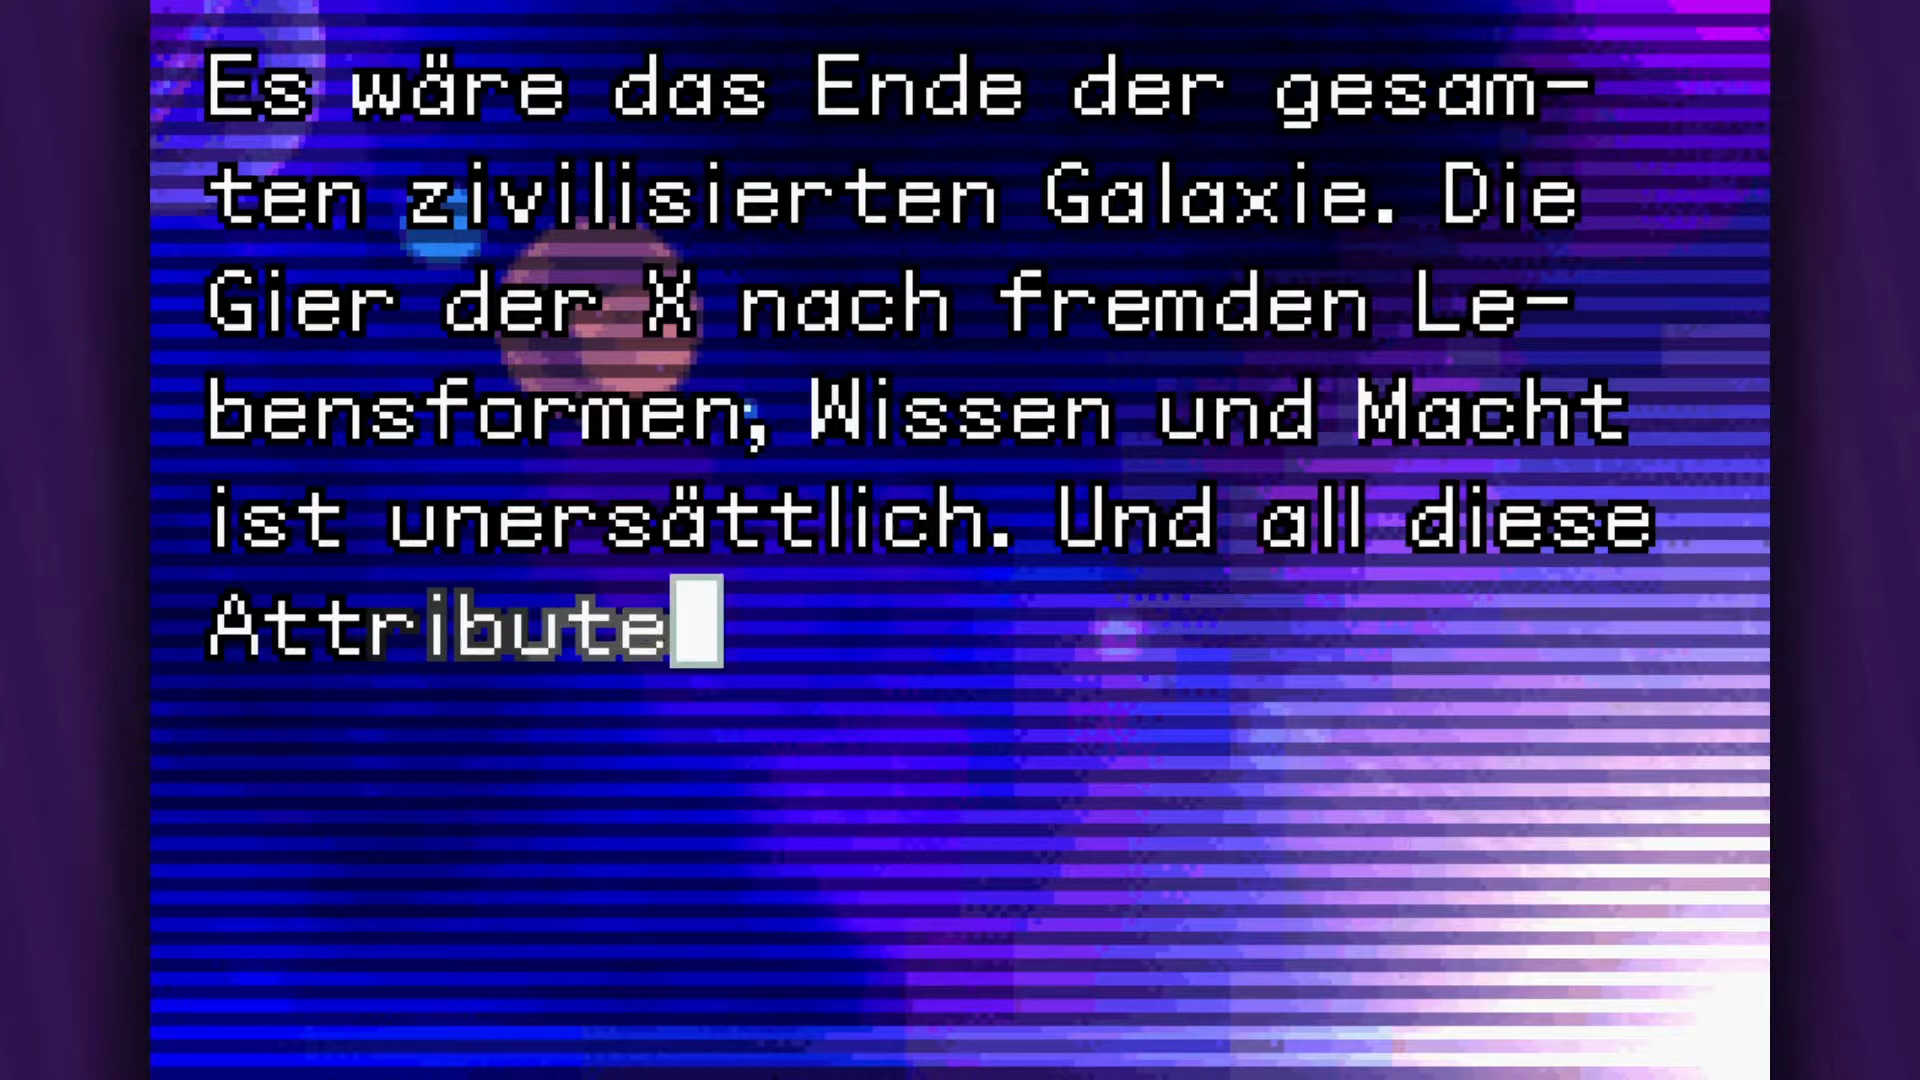 Es wäre das Ende der gesam-
ten zivilisierten Galaxie. Die
Gier der X nach fremden Le-
bensformen, Wissen und Macht
ist unersättlich. Und all diese
Attribute